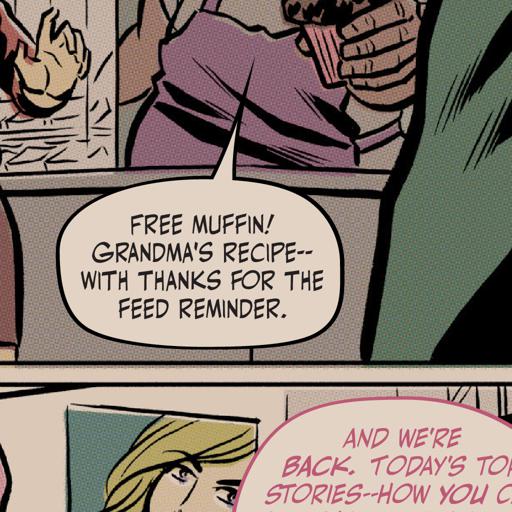 FREE MUFFIN!
GRANDMA'S RECIPE--
WITH THANKS FOR THE
FEED REMINDER.
AND WE'RE
BACK. TODAY'S TOP
STORIES--HOW YOU